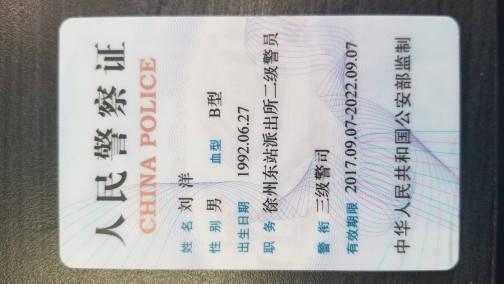 人民警察证
CHINA POLICE
姓名 刘洋
性别 男 血型 B型
出生日期 1992.06.27
职务 徐州东站派出所二级警员
警衔 三级警司
有效期限 2017.09.07-2022.09.07
中华人民共和国公安部监制